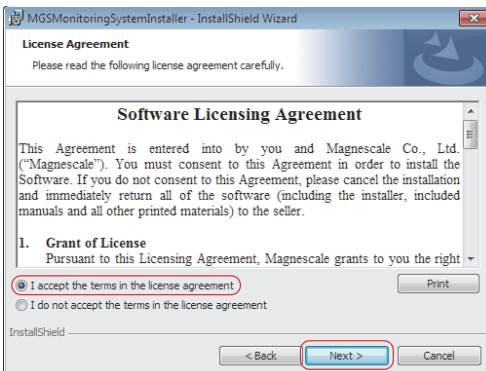 MGSMonitoringSystemInstaller - InstallShield Wizard
License Agreement
Please read the following license agreement carefully.
Software Licensing Agreement
This Agreement is entered into by you and Magnescale Co., Ltd.
("Magnescale"). You must consent to this Agreement in order to install the
Software. If you do not consent to this Agreement, please cancel the installation
and immediately return all of the software (including the installer, included
manuals and all other printed materials) to the seller.
1. Grant of License
Pursuant to this Licensing Agreement, Magnescale grants to you the right
I accept the terms in the license agreement
Print
I do not accept the terms in the license agreement
InstallShield
< Back
Next >
Cancel